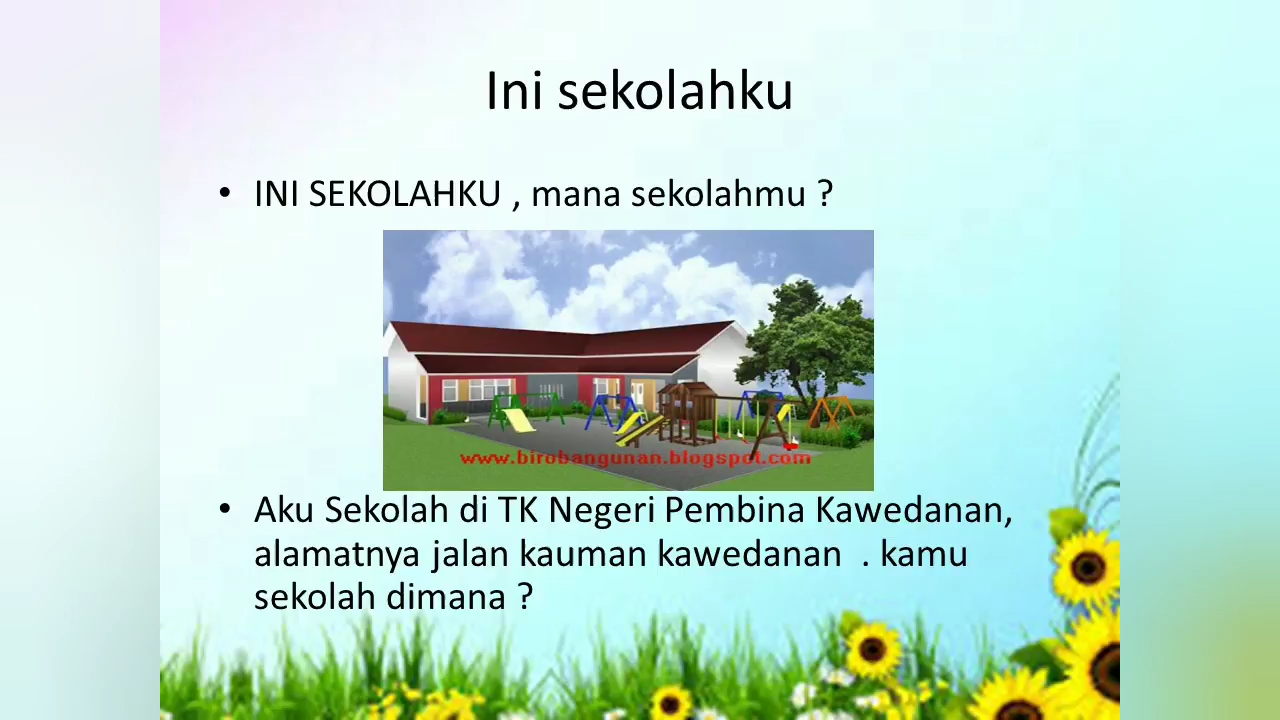 Ini sekolahku
• INI SEKOLAHKU , mana sekolahmu ?
www.birobangunan.blogspot.com
• Aku Sekolah di TK Negeri Pembina Kawedanan,
alamatnya jalan kauman kawedanan  . kamu
sekolah dimana ?